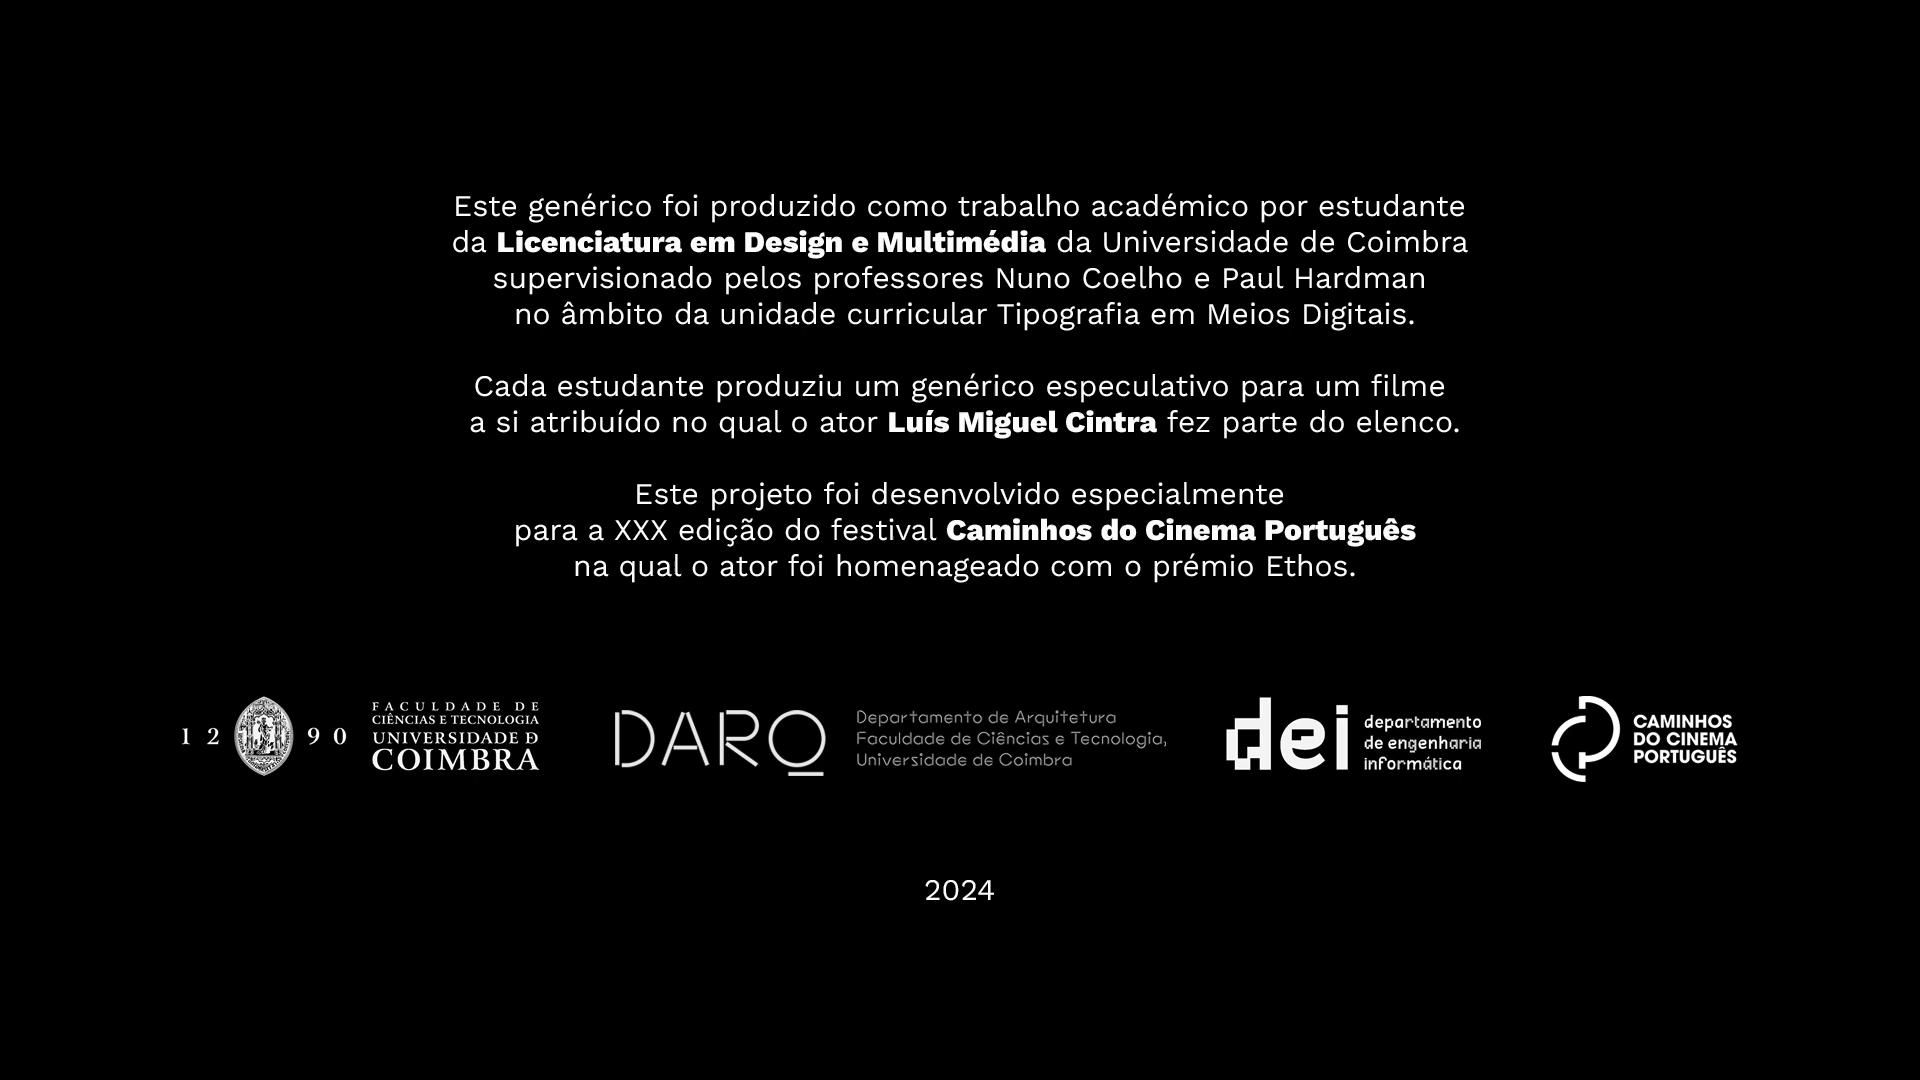 Este genérico foi produzido como trabalho académico por estudante
da Licenciatura em Design e Multimédia da Universidade de Coimbra
supervisionado pelos professores Nuno Coelho e Paul Hardman
no âmbito da unidade curricular Tipografia em Meios Digitais.
Cada estudante produziu um genérico especulativo para um filme
a si atribuído no qual o ator Luís Miguel Cintra fez parte do elenco.
Este projeto foi desenvolvido especialmente
para a XXX edição do festival Caminhos do Cinema Português
na qual o ator foi homenageado com o prémio Ethos.
1 2 9 0
FACULDADE DE
CIÊNCIAS E TECNOLOGIA
UNIVERSIDADE D
COIMBRA
DARQ
Departamento de Arquitetura
Faculdade de Ciências e Tecnologia,
Universidade de Coimbra
dei
departamento
de engenharia
informática
CAMINHOS
DO CINEMA
PORTUGUÊS
2024